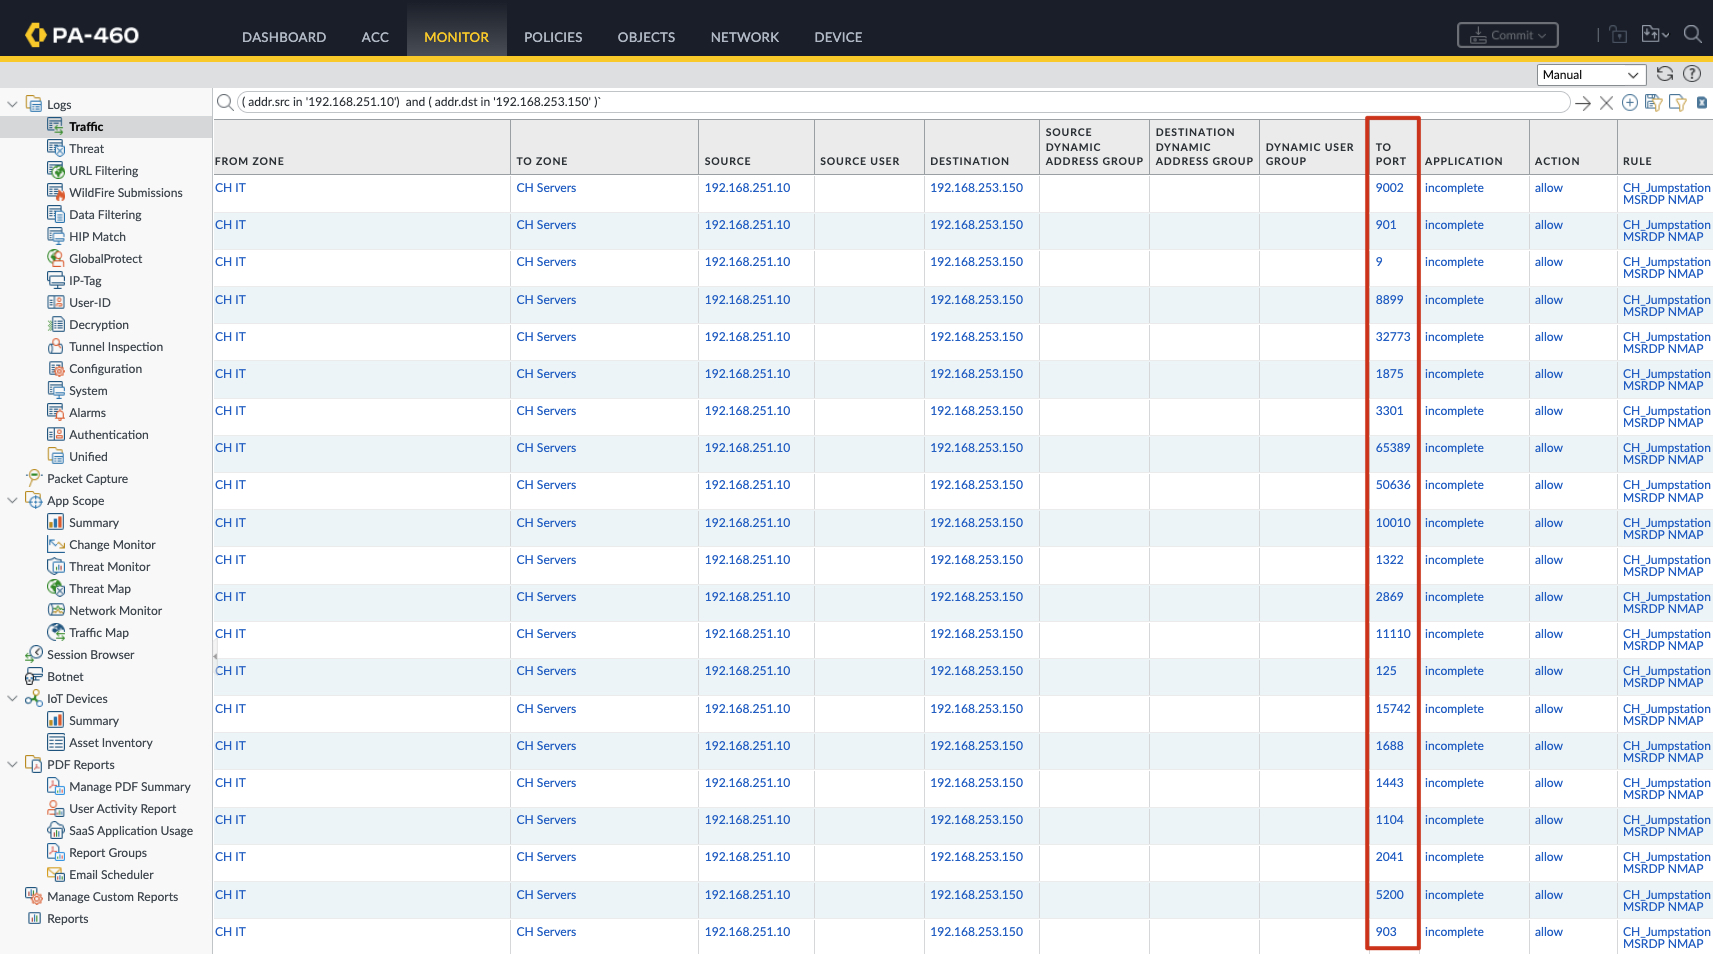 PA-460
DASHBOARD ACC MONITOR POLICIES OBJECTS NETWORK DEVICE
Commit
Manual
Logs
Traffic
Threat
URL Filtering
WildFire Submissions
Data Filtering
HIP Match
GlobalProtect
IP-Tag
User-ID
Decryption
Tunnel Inspection
Configuration
System
Alarms
Authentication
Unified
Packet Capture
App Scope
Summary
Change Monitor
Threat Monitor
Threat Map
Network Monitor
Traffic Map
Session Browser
Botnet
IoT Devices
Summary
Asset Inventory
PDF Reports
Manage PDF Summary
User Activity Report
SaaS Application Usage
Report Groups
Email Scheduler
Manage Custom Reports
Reports
( addr.src in '192.168.251.10') and ( addr.dst in '192.168.253.150' )`
FROM ZONE TO ZONE SOURCE SOURCE USER DESTINATION SOURCE DYNAMIC ADDRESS GROUP DESTINATION DYNAMIC ADDRESS GROUP DYNAMIC USER GROUP TO PORT APPLICATION ACTION RULE
CH IT CH Servers 192.168.251.10 192.168.253.150 9002 incomplete allow CH_Jumpstation MSRDP NMAP
CH IT CH Servers 192.168.251.10 192.168.253.150 901 incomplete allow CH_Jumpstation MSRDP NMAP
CH IT CH Servers 192.168.251.10 192.168.253.150 9 incomplete allow CH_Jumpstation MSRDP NMAP
CH IT CH Servers 192.168.251.10 192.168.253.150 8899 incomplete allow CH_Jumpstation MSRDP NMAP
CH IT CH Servers 192.168.251.10 192.168.253.150 32773 incomplete allow CH_Jumpstation MSRDP NMAP
CH IT CH Servers 192.168.251.10 192.168.253.150 1875 incomplete allow CH_Jumpstation MSRDP NMAP
CH IT CH Servers 192.168.251.10 192.168.253.150 3301 incomplete allow CH_Jumpstation MSRDP NMAP
CH IT CH Servers 192.168.251.10 192.168.253.150 65389 incomplete allow CH_Jumpstation MSRDP NMAP
CH IT CH Servers 192.168.251.10 192.168.253.150 50636 incomplete allow CH_Jumpstation MSRDP NMAP
CH IT CH Servers 192.168.251.10 192.168.253.150 10010 incomplete allow CH_Jumpstation MSRDP NMAP
CH IT CH Servers 192.168.251.10 192.168.253.150 1322 incomplete allow CH_Jumpstation MSRDP NMAP
CH IT CH Servers 192.168.251.10 192.168.253.150 2869 incomplete allow CH_Jumpstation MSRDP NMAP
CH IT CH Servers 192.168.251.10 192.168.253.150 11110 incomplete allow CH_Jumpstation MSRDP NMAP
CH IT CH Servers 192.168.251.10 192.168.253.150 125 incomplete allow CH_Jumpstation MSRDP NMAP
CH IT CH Servers 192.168.251.10 192.168.253.150 15742 incomplete allow CH_Jumpstation MSRDP NMAP
CH IT CH Servers 192.168.251.10 192.168.253.150 1688 incomplete allow CH_Jumpstation MSRDP NMAP
CH IT CH Servers 192.168.251.10 192.168.253.150 1443 incomplete allow CH_Jumpstation MSRDP NMAP
CH IT CH Servers 192.168.251.10 192.168.253.150 1104 incomplete allow CH_Jumpstation MSRDP NMAP
CH IT CH Servers 192.168.251.10 192.168.253.150 2041 incomplete allow CH_Jumpstation MSRDP NMAP
CH IT CH Servers 192.168.251.10 192.168.253.150 5200 incomplete allow CH_Jumpstation MSRDP NMAP
CH IT CH Servers 192.168.251.10 192.168.253.150 903 incomplete allow CH_Jumpstation MSRDP NMAP